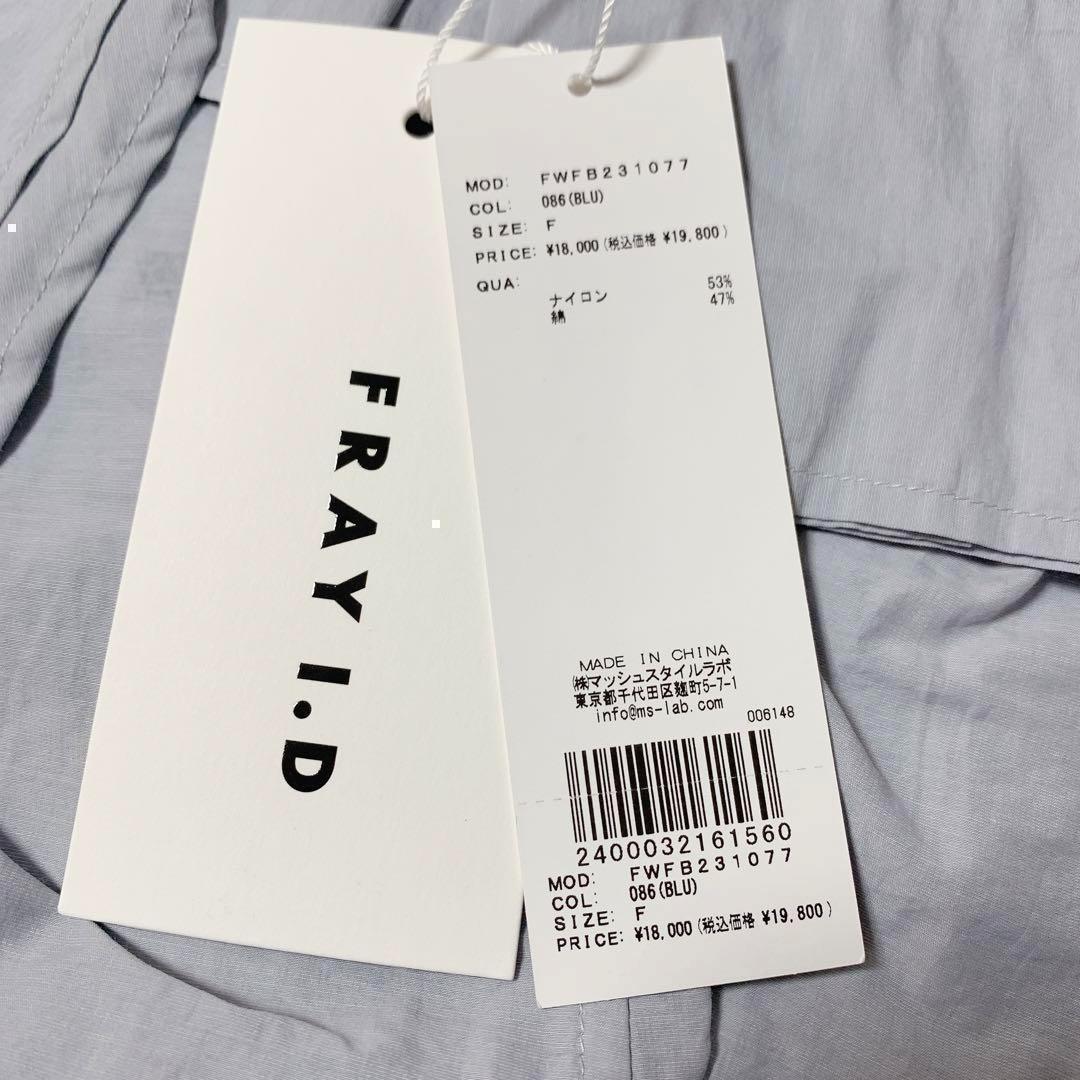 FRAY I.D
MOD: FWFB231077
COL: 086(BLU)
SIZE: F
PRICE: ¥18,000 (税込価格 ¥19,800)
QUA:
ナイロン 53%
綿 47%
MADE IN CHINA
㈱マッシュスタイルラボ
東京都千代田区麹町5-7-1
info@ms-lab.com
006148
2400032161560
MOD: FWFB231077
COL: 086(BLU)
SIZE: F
PRICE: ¥18,000 (税込価格 ¥19,800)